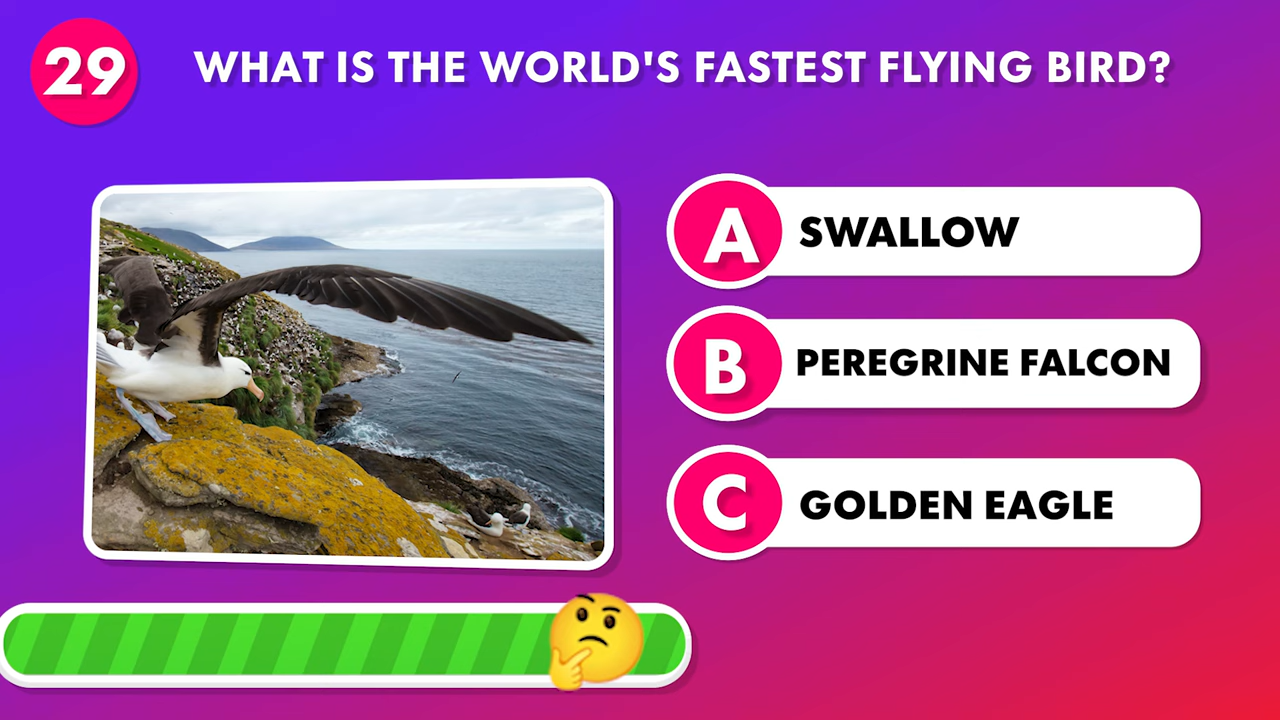 29
WHAT IS THE WORLD'S FASTEST FLYING BIRD?
A SWALLOW
B PEREGRINE FALCON
C GOLDEN EAGLE